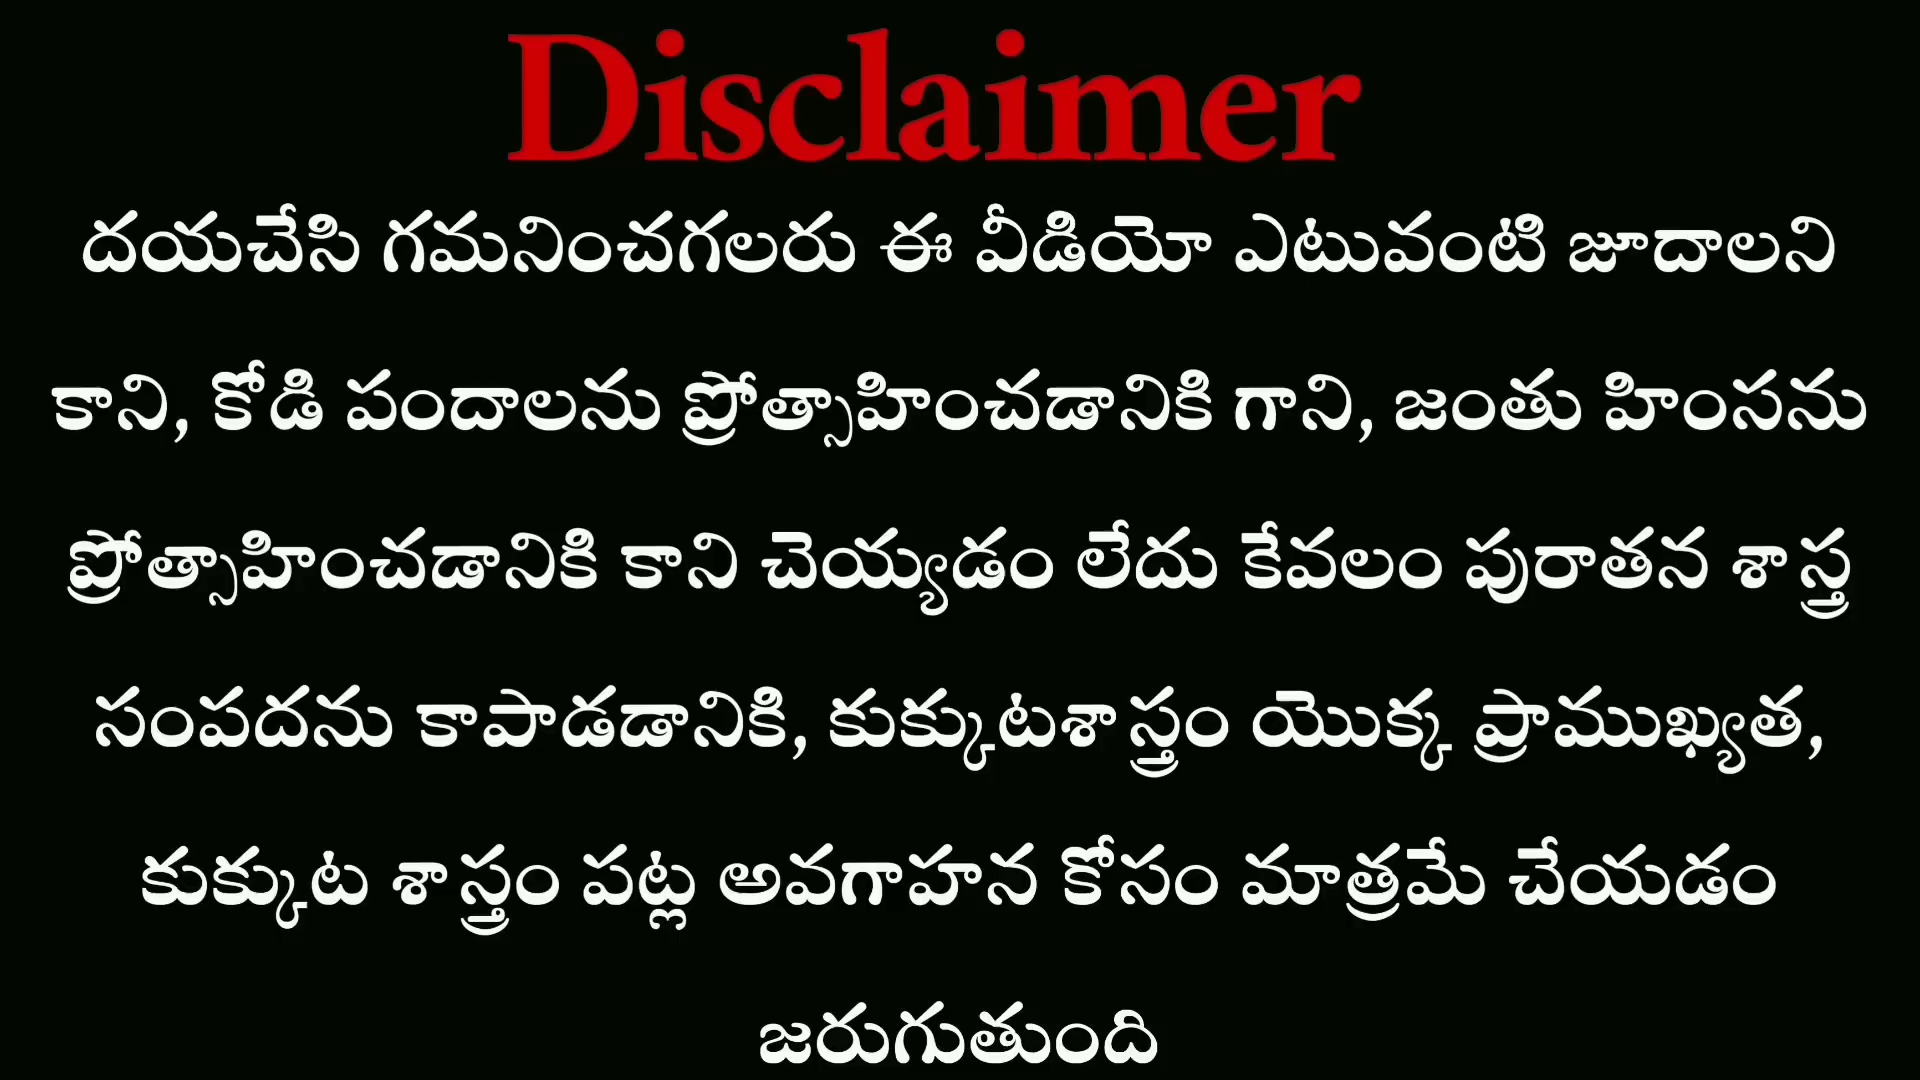 Disclaimer
దయచేసి గమనించగలరు ఈ వీడియో ఎటువంటి జూదాలని
కాని, కోడి పందాలను ప్రోత్సాహించడానికి గాని, జంతు హింసను
ప్రోత్సాహించడానికి కాని చెయ్యడం లేదు కేవలం పురాతన శాస్త్ర
సంపదను కాపాడడానికి, కుక్కుటశాస్త్రం యొక్క ప్రాముఖ్యత,
కుక్కుట శాస్త్రం పట్ల అవగాహన కోసం మాత్రమే చేయడం
జరుగుతుంది